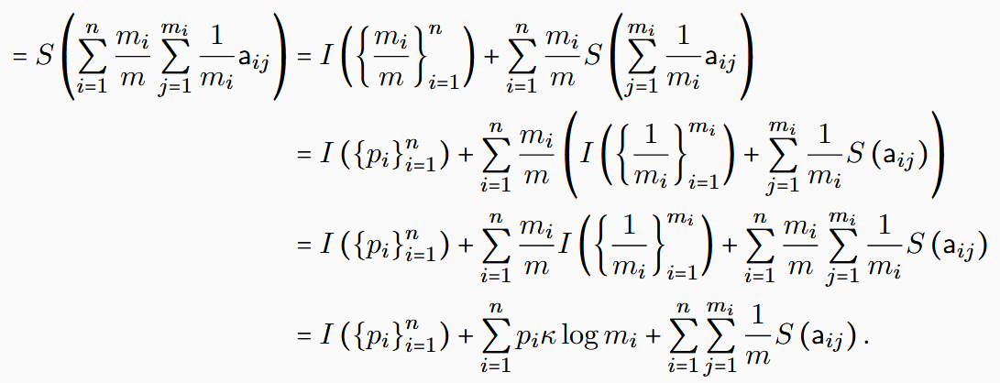 = S\left(\sum_{i=1}^{n} \frac{m_i}{m} \sum_{j=1}^{m_i} \frac{1}{m_i} \mathsf{a}_{ij}\right) = I\left(\left\{\frac{m_i}{m}\right\}_{i=1}^{n}\right) + \sum_{i=1}^{n} \frac{m_i}{m} S\left(\sum_{j=1}^{m_i} \frac{1}{m_i} \mathsf{a}_{ij}\right)
= I\left(\{p_i\}_{i=1}^{n}\right) + \sum_{i=1}^{n} \frac{m_i}{m} \left(I\left(\left\{\frac{1}{m_i}\right\}_{i=1}^{m_i}\right) + \sum_{j=1}^{m_i} \frac{1}{m_i} S\left(\mathsf{a}_{ij}\right)\right)
= I\left(\{p_i\}_{i=1}^{n}\right) + \sum_{i=1}^{n} \frac{m_i}{m} I\left(\left\{\frac{1}{m_i}\right\}_{i=1}^{m_i}\right) + \sum_{i=1}^{n} \frac{m_i}{m} \sum_{j=1}^{m_i} \frac{1}{m_i} S\left(\mathsf{a}_{ij}\right)
= I\left(\{p_i\}_{i=1}^{n}\right) + \sum_{i=1}^{n} p_i \kappa \log m_i + \sum_{i=1}^{n} \sum_{j=1}^{m_i} \frac{1}{m} S\left(\mathsf{a}_{ij}\right).